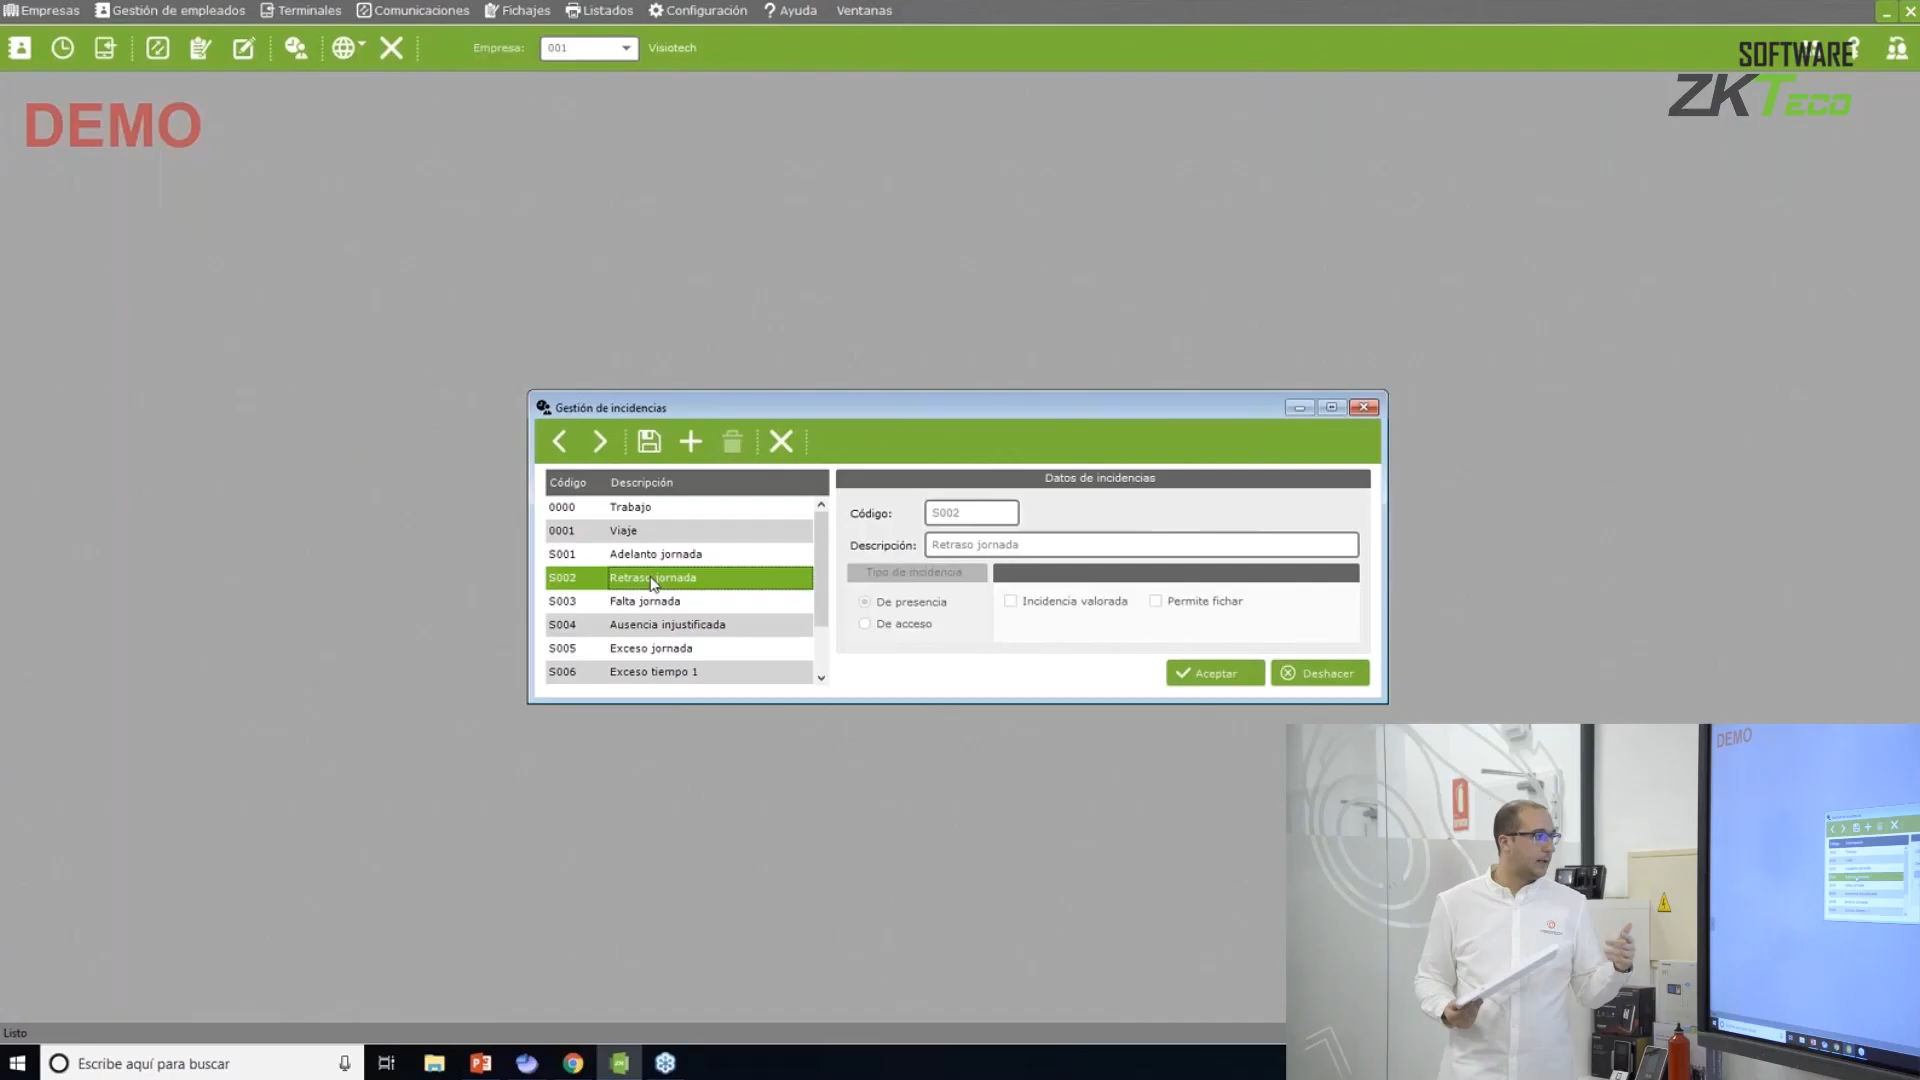 Empresas Gestión de empleados Terminales Comunicaciones Fichajes Listados Configuración Ayuda Ventanas
Empresa: 001 Visiotech
SOFTWARE
ZKTeco
DEMO
Gestión de incidencias
Código Descripción
0000 Trabajo
0001 Viaje
S001 Adelanto jornada
S002 Retraso jornada
S003 Falta jornada
S004 Ausencia injustificada
S005 Exceso jornada
S006 Exceso tiempo 1
Datos de incidencias
Código: S002
Descripción: Retraso jornada
Tipo de incidencia
De presencia
De acceso
Incidencia valorada Permite fichar
Aceptar Deshacer
DEMO
Listo
Escribe aquí para buscar